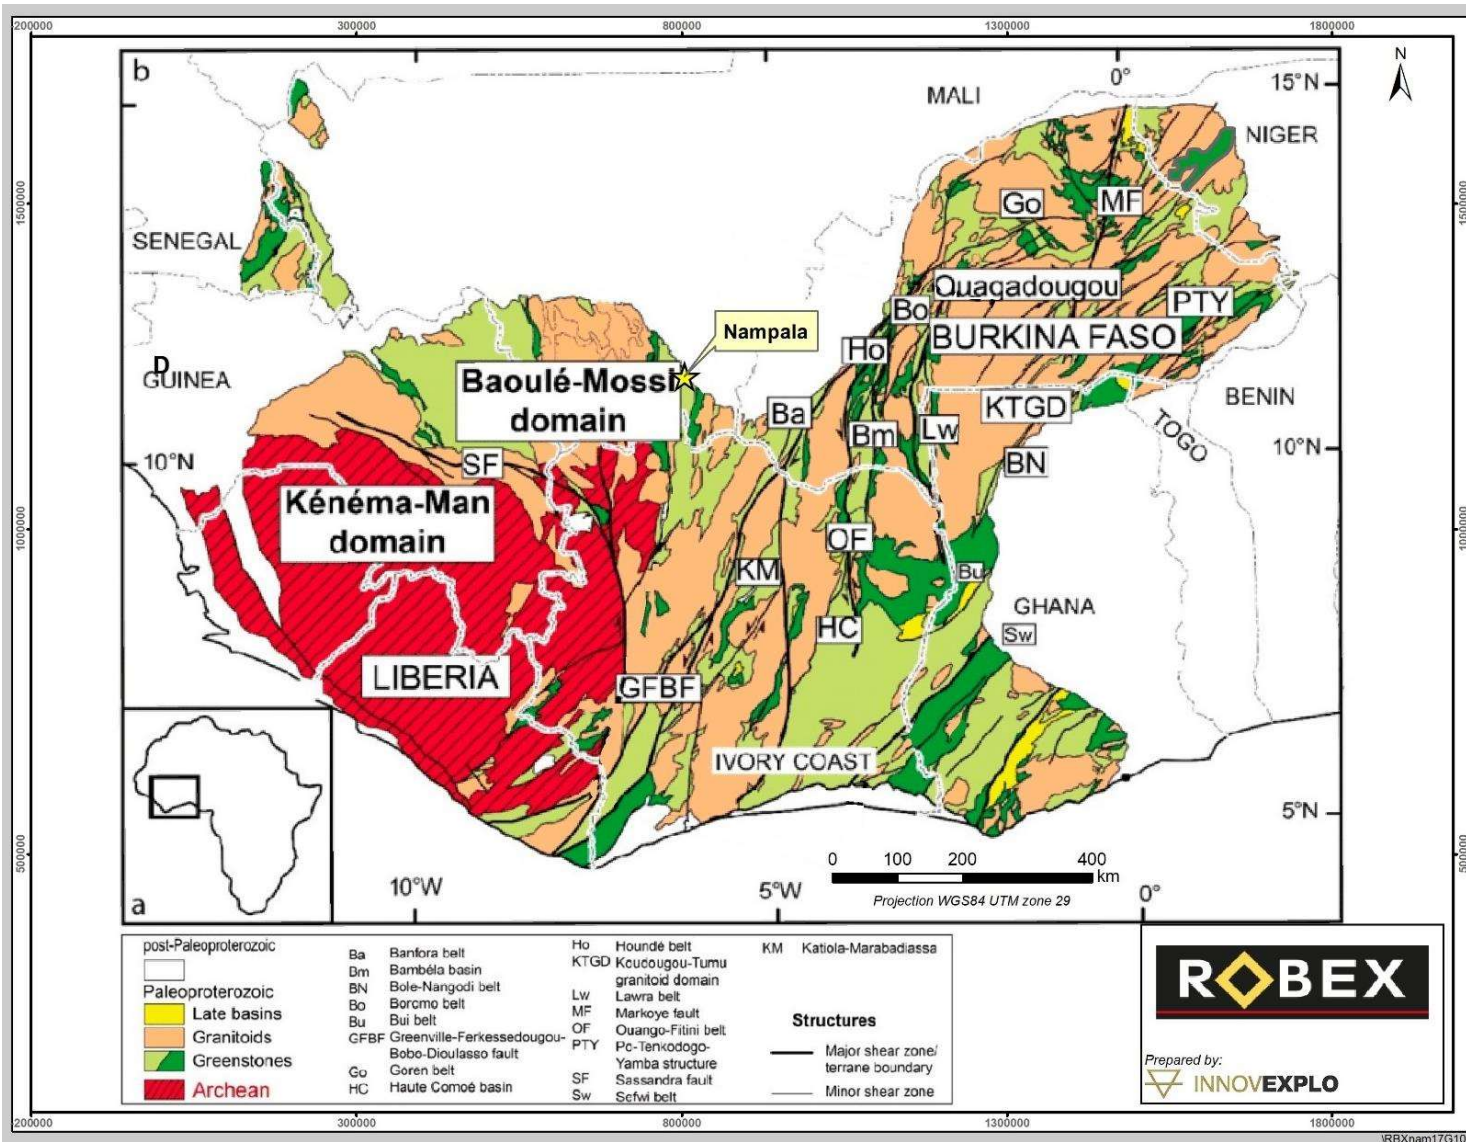 200000 300000 800000 1300000 1800000
b
0°
15°N
N
MALI
NIGER
Go
MF
1500000
1500000
SENEGAL
Ouagadougou
PTY
Bo
Nampala
BURKINA FASO
Ho
D
GUINEA
Baoulé-Mossi
domain
BENIN
KTGD
Ba
Bm
Lw
TOGO
10°N
SF
BN
10°N
Kénéma-Man
domain
1000000
1000000
OF
KM
Bu
GHANA
HC
Sw
LIBERIA
GFBF
IVORY COAST
5°N
500000
500000
0 100 200 400
km
10°W
5°W
0°
Projection WGS84 UTM zone 29
a
post-Paleoproterozoic
Paleoproterozoic
Late basins
Granitoids
Greenstones
Archean
Ba Banfora belt
Bm Bambéla basin
BN Bole-Nangodi belt
Bo Boromo belt
Bu Bui belt
GFBF Greenville-Ferkessedougou-
Bobo-Dioulasso fault
Go Goren belt
HC Haute Comoé basin
Ho Houndé belt
KTGD Koudougou-Tumu
granitoid domain
Lw Lawra belt
MF Markoye fault
OF Ouango-Fitini belt
PTY Po-Tenkodogo-
Yamba structure
SF Sassandra fault
Sw Sefwi belt
KM Katiola-Marabadiassa
Structures
Major shear zone/
terrane boundary
Minor shear zone
ROBEX
Prepared by:
INNOVEXPLO
200000 300000 800000 1300000 1800000